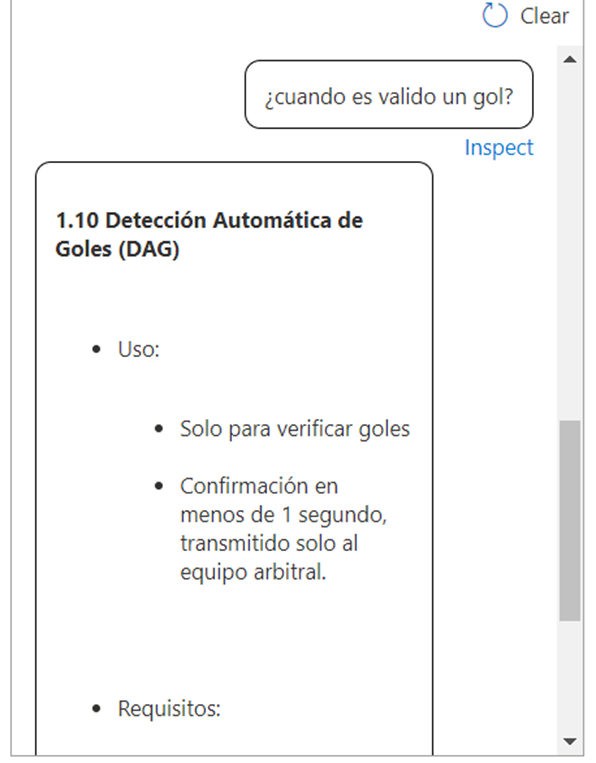 Clear
¿cuando es valido un gol?
Inspect
1.10 Detección Automática de
Goles (DAG)
• Uso:
• Solo para verificar goles
• Confirmación en
menos de 1 segundo,
transmitido solo al
equipo arbitral.
• Requisitos: